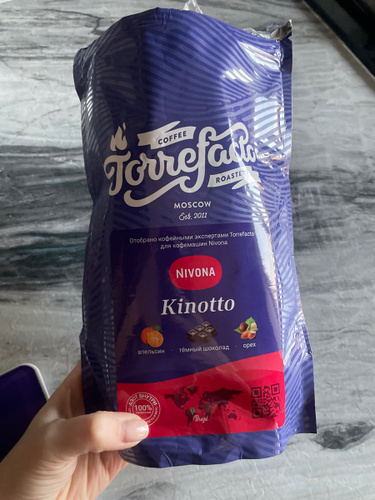 COFFEE
Torrefacto
ROASTERS
MOSCOW
Est. 2011
Отобрано кофейными экспертами Torrefacto
для кофемашин Nivona
NIVONA
Kinotto
апельсин
тёмный шоколад
орех
100%